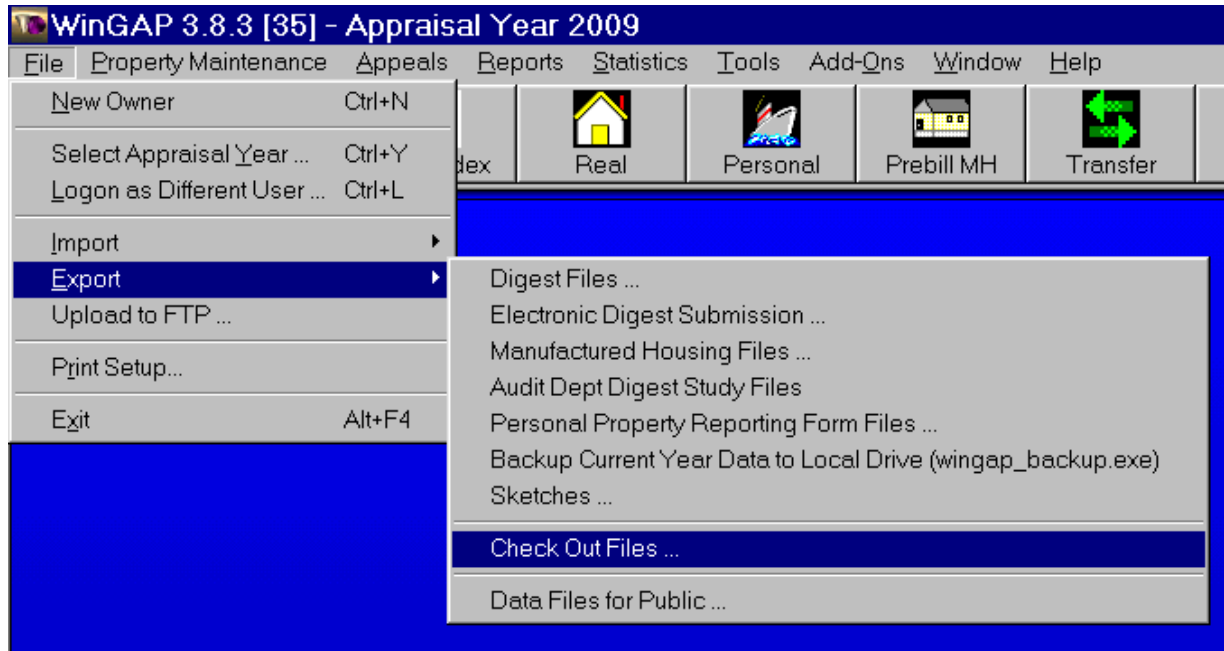 WinGAP 3.8.3 [35] - Appraisal Year 2009
File Property Maintenance Appeals Reports Statistics Tools Add-Ons Window Help
New Owner Ctrl+N
Select Appraisal Year ... Ctrl+Y
Logon as Different User ... Ctrl+L
Import
Export
Upload to FTP ...
Print Setup...
Exit Alt+F4
dex Real Personal Prebill MH Transfer
Digest Files ...
Electronic Digest Submission ...
Manufactured Housing Files ...
Audit Dept Digest Study Files
Personal Property Reporting Form Files ...
Backup Current Year Data to Local Drive (wingap_backup.exe)
Sketches ...
Check Out Files ...
Data Files for Public ...